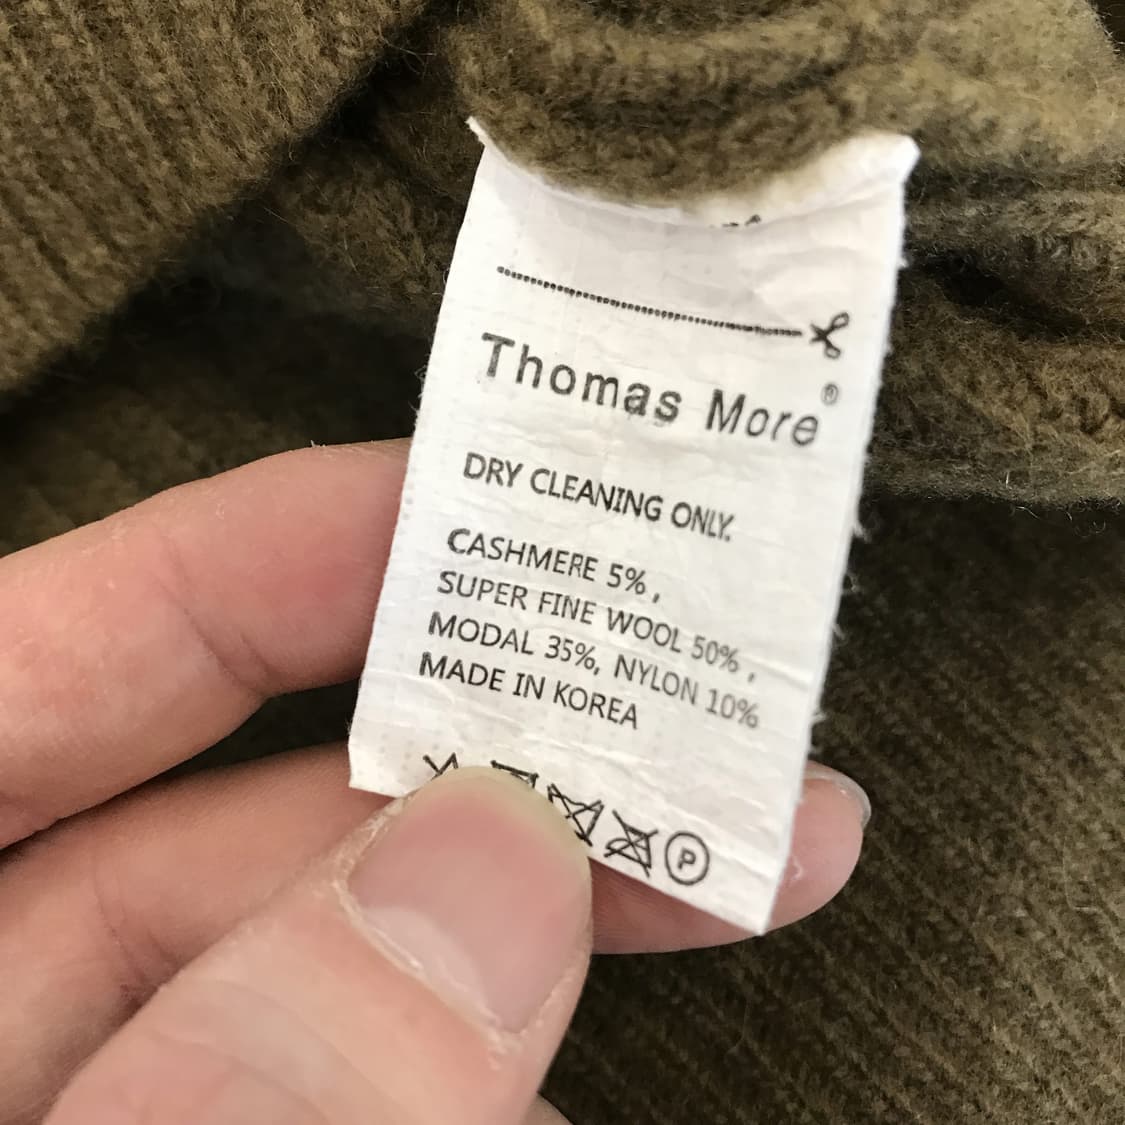 Thomas More®
DRY CLEANING ONLY.
CASHMERE 5%,
SUPER FINE WOOL 50%,
MODAL 35%, NYLON 10%
MADE IN KOREA
P